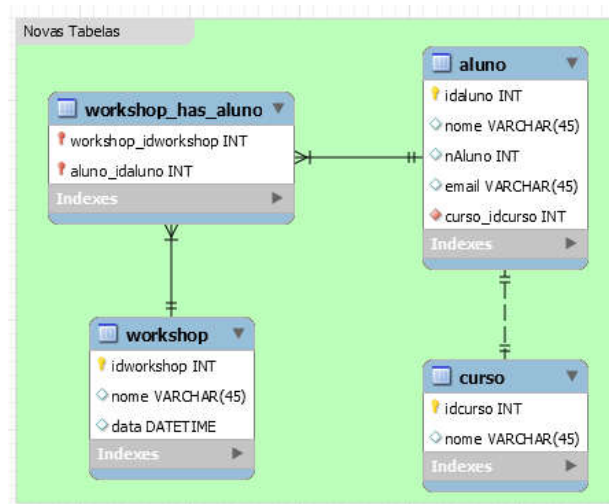 Novas Tabelas
aluno
idaluno INT
nome VARCHAR(45)
nAluno INT
email VARCHAR(45)
curso_idcurso INT
Indexes
workshop_has_aluno
workshop_idworkshop INT
aluno_idaluno INT
Indexes
workshop
idworkshop INT
nome VARCHAR(45)
data DATETIME
Indexes
curso
idcurso INT
nome VARCHAR(45)
Indexes